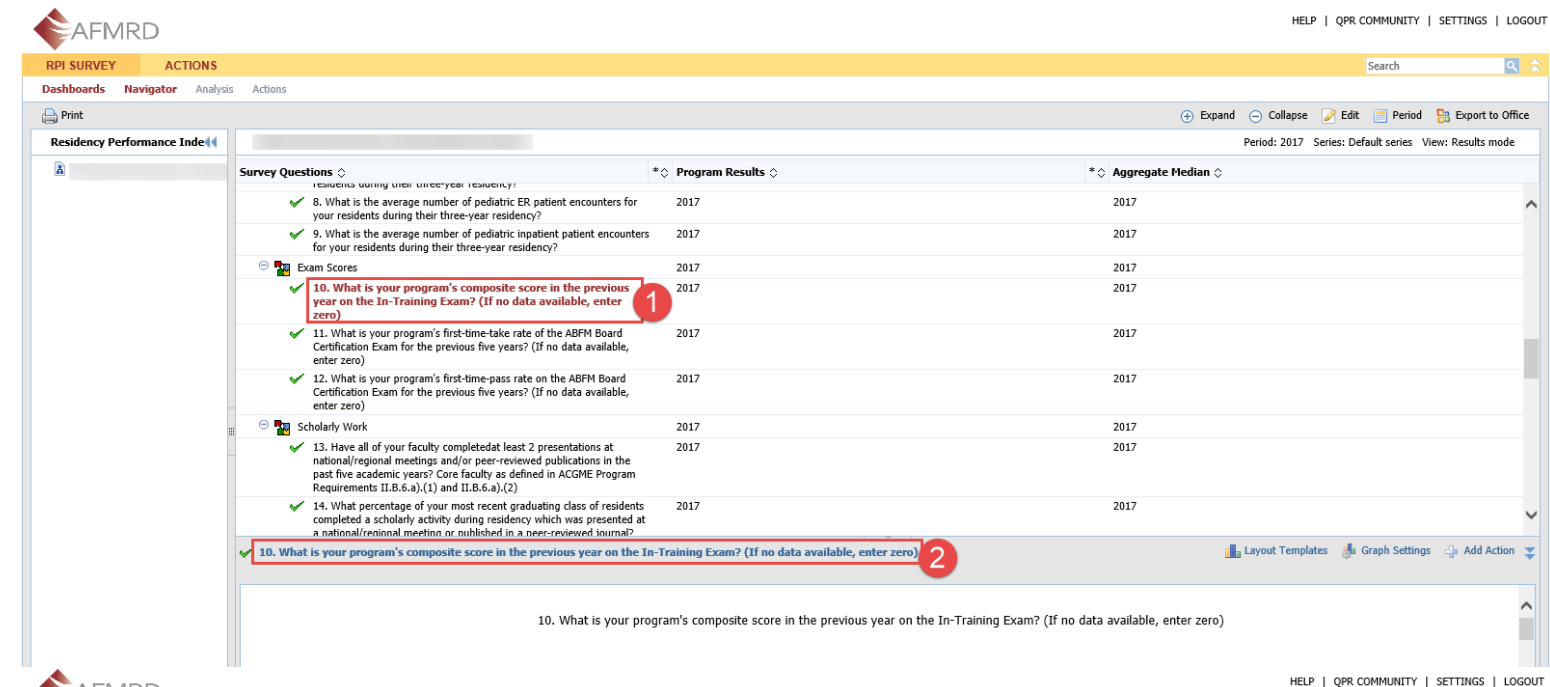 AFMRD
HELP | QPR COMMUNITY | SETTINGS | LOGOUT
RPI SURVEY ACTIONS
Search
Dashboards Navigator Analysis Actions
Print
Expand Collapse Edit Period Export to Office
Residency Performance Inde
Period: 2017 Series: Default series View: Results mode
Survey Questions * Program Results * Aggregate Median
residents during their three-year residency?
8. What is the average number of pediatric ER patient encounters for 2017 2017
your residents during their three-year residency?
9. What is the average number of pediatric inpatient patient encounters 2017 2017
for your residents during their three-year residency?
Exam Scores 2017 2017
10. What is your program's composite score in the previous 2017 2017
year on the In-Training Exam? (If no data available, enter
zero)
1
11. What is your program's first-time-take rate of the ABFM Board 2017 2017
Certification Exam for the previous five years? (If no data available,
enter zero)
12. What is your program's first-time-pass rate on the ABFM Board 2017 2017
Certification Exam for the previous five years? (If no data available,
enter zero)
Scholarly Work 2017 2017
13. Have all of your faculty completedat least 2 presentations at 2017 2017
national/regional meetings and/or peer-reviewed publications in the
past five academic years? Core faculty as defined in ACGME Program
Requirements II.B.6.a).(1) and II.B.6.a).(2)
14. What percentage of your most recent graduating class of residents 2017 2017
completed a scholarly activity during residency which was presented at
a national/regional meeting or published in a peer-reviewed journal?
10. What is your program's composite score in the previous year on the In-Training Exam? (If no data available, enter zero)
2
Layout Templates Graph Settings Add Action
10. What is your program's composite score in the previous year on the In-Training Exam? (If no data available, enter zero)
AFMRD
HELP | QPR COMMUNITY | SETTINGS | LOGOUT